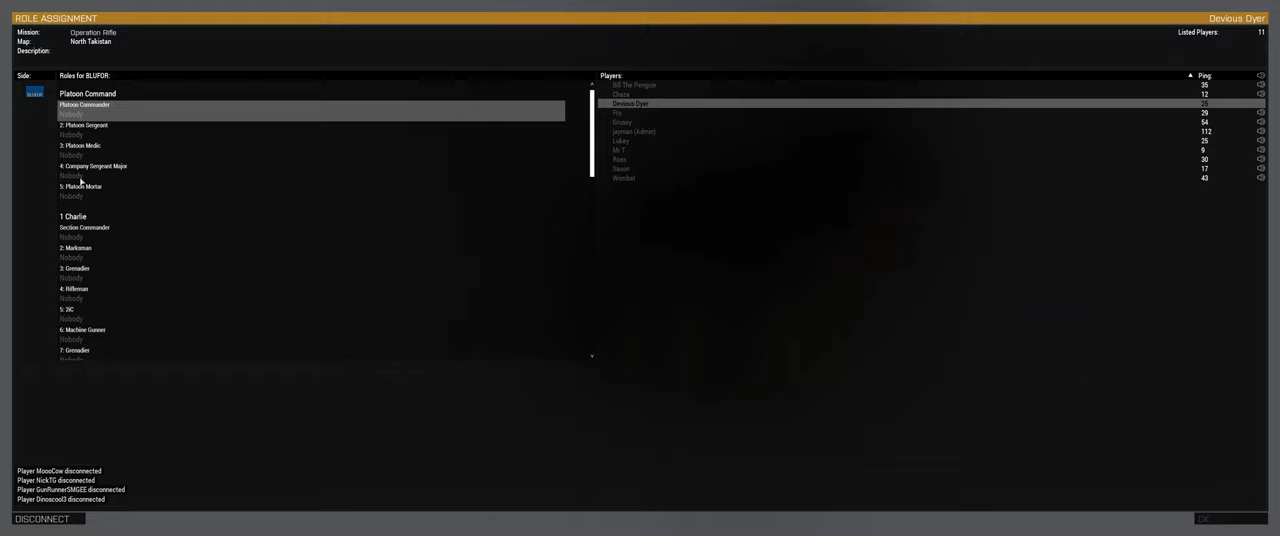 ROLE ASSIGNMENT
Devious Dyer
Mission: Operation Rifle
Listed Players: 11
Map: North Takistan
Description:
Side: Roles for BLUFOR:
Players: Ping:
BLUFOR
Platoon Command
Platoon Commander
Nobody
2: Platoon Sergeant
Nobody
3: Platoon Medic
Nobody
4: Company Sergeant Major
Nobody
5: Platoon Mortar
Nobody
1 Charlie
Section Commander
Nobody
2: Marksman
Nobody
3: Grenadier
Nobody
4: Rifleman
Nobody
5: 2iC
Nobody
6: Machine Gunner
Nobody
7: Grenadier
Nobody
Bill The Penguin 35
Chaza 12
Devious Dyer 25
Fin 29
Grusey 54
jayman (Admin) 112
Lukey 25
Mr T 9
Ross 30
Saxon 17
Wombat 43
Player MoooCow disconnected
Player NickTG disconnected
Player GunRunnerSMGEE disconnected
Player Dinoscool3 disconnected
DISCONNECT
OK